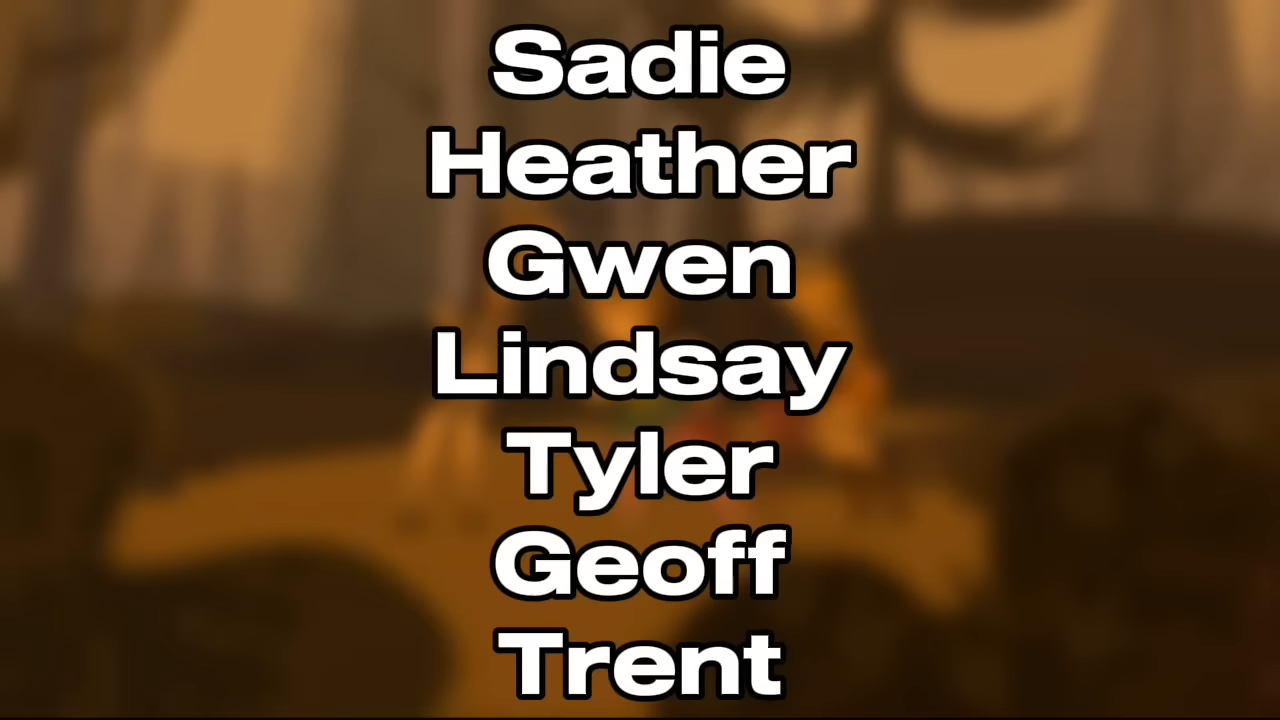 Sadie
Heather
Gwen
Lindsay
Tyler
Geoff
Trent